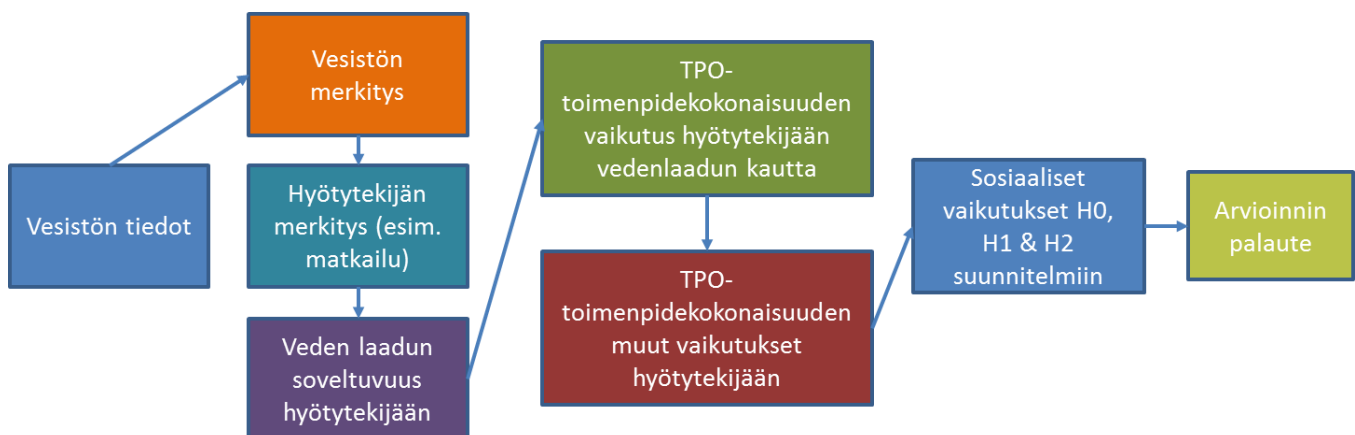 Vesistön tiedot
Vesistön
merkitys
Hyötytekijän
merkitys (esim.
matkailu)
Veden laadun
soveltuvuus
hyötytekijään
TPO-
toimenpidekokonaisuuden
vaikutus hyötytekijään
vedenlaadun kautta
TPO-
toimenpidekokonaisuuden
muut vaikutukset
hyötytekijään
Sosiaaliset
vaikutukset H0,
H1 & H2
suunnitelmiin
Arvioinnin
palaute